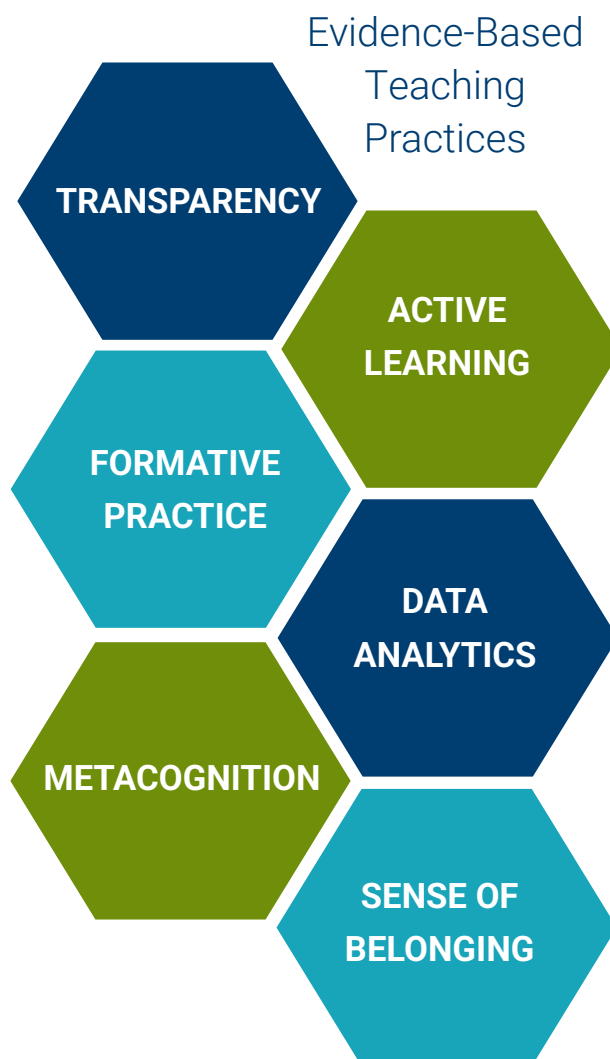 Evidence-Based
Teaching
Practices
TRANSPARENCY
ACTIVE
LEARNING
FORMATIVE
PRACTICE
DATA
ANALYTICS
METACOGNITION
SENSE OF
BELONGING